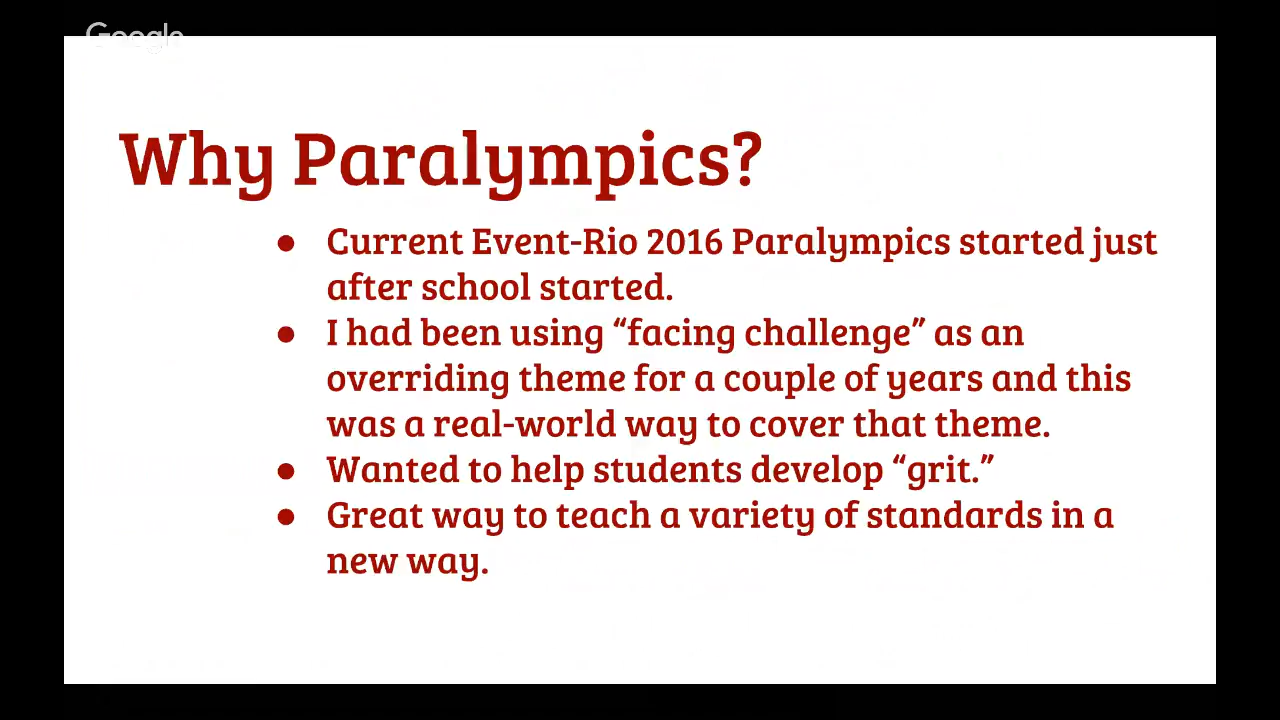 Google
Why Paralympics?
● Current Event-Rio 2016 Paralympics started just
after school started.
● I had been using “facing challenge” as an
overriding theme for a couple of years and this
was a real-world way to cover that theme.
● Wanted to help students develop “grit.”
● Great way to teach a variety of standards in a
new way.